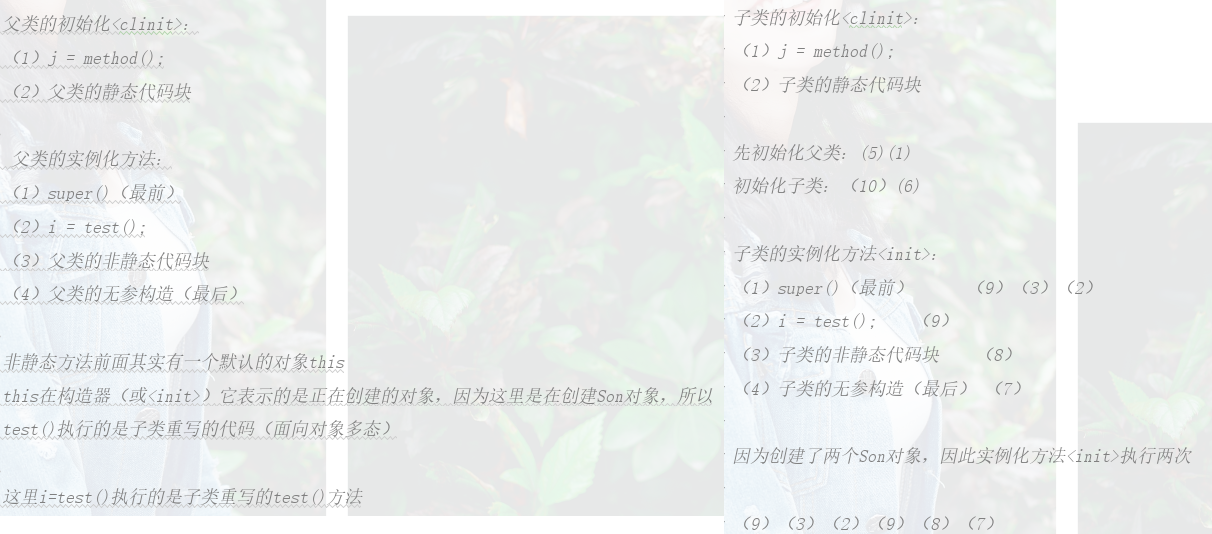 父类的初始化<clinit>：
（1）j = method();
（2）父类的静态代码块
父类的实例化方法：
（1）super()（最前）
（2）i = test();
（3）父类的非静态代码块
（4）父类的无参构造（最后）
非静态方法前面其实有一个默认的对象this
this在构造器（或<init>）它表示的是正在创建的对象，因为这里是在创建Son对象，所以
test()执行的是子类重写的代码（面向对象多态）
这里i=test()执行的是子类重写的test()方法
子类的初始化<clinit>：
（1）j = method();
（2）子类的静态代码块
先初始化父类：(5)(1)
初始化子类：（10）(6)
子类的实例化方法<init>：
（1）super()（最前） （9）（3）（2）
（2）i = test(); （9）
（3）子类的非静态代码块 （8）
（4）子类的无参构造（最后） （7）
因为创建了两个Son对象，因此实例化方法<init>执行两次
（9）（3）（2）（9）（8）（7）